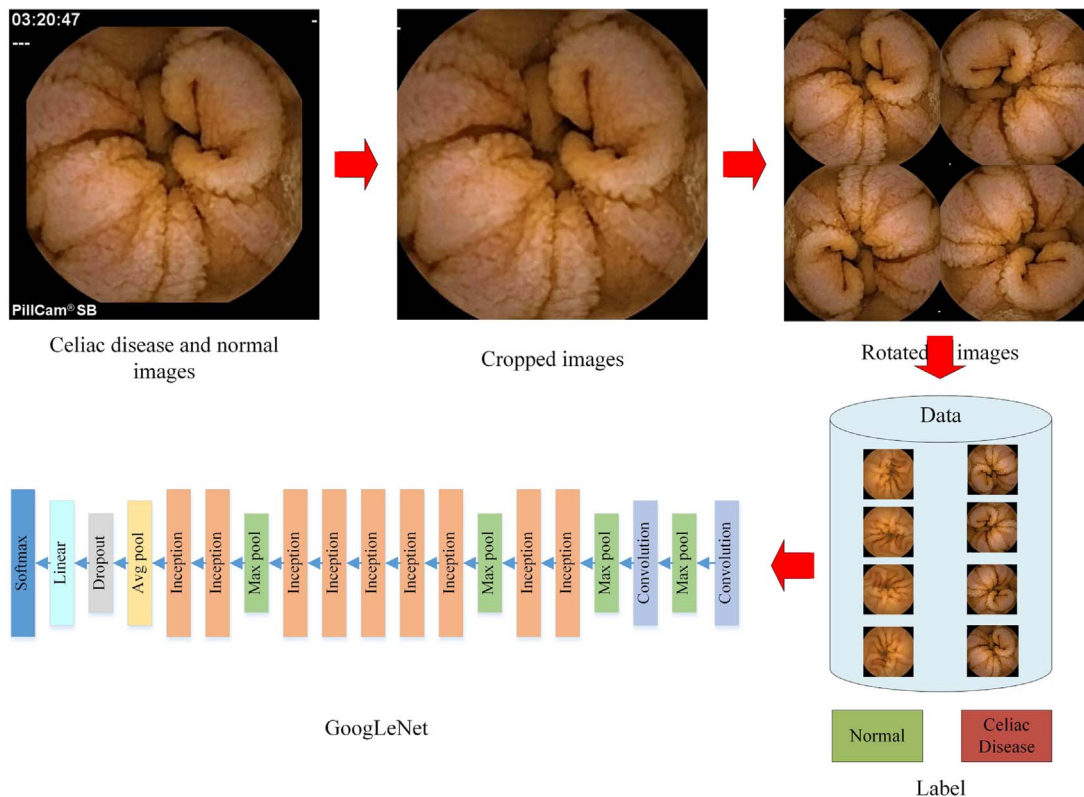 03:20:47
-
---
PillCam® SB
Celiac disease and normal
images
Cropped images
Rotated images
Data
Softmax
Linear
Dropout
Avg pool
Inception
Inception
Max pool
Inception
Inception
Inception
Inception
Inception
Max pool
Inception
Inception
Max pool
Convolution
Max pool
Convolution
GoogLeNet
Normal
Celiac
Disease
Label